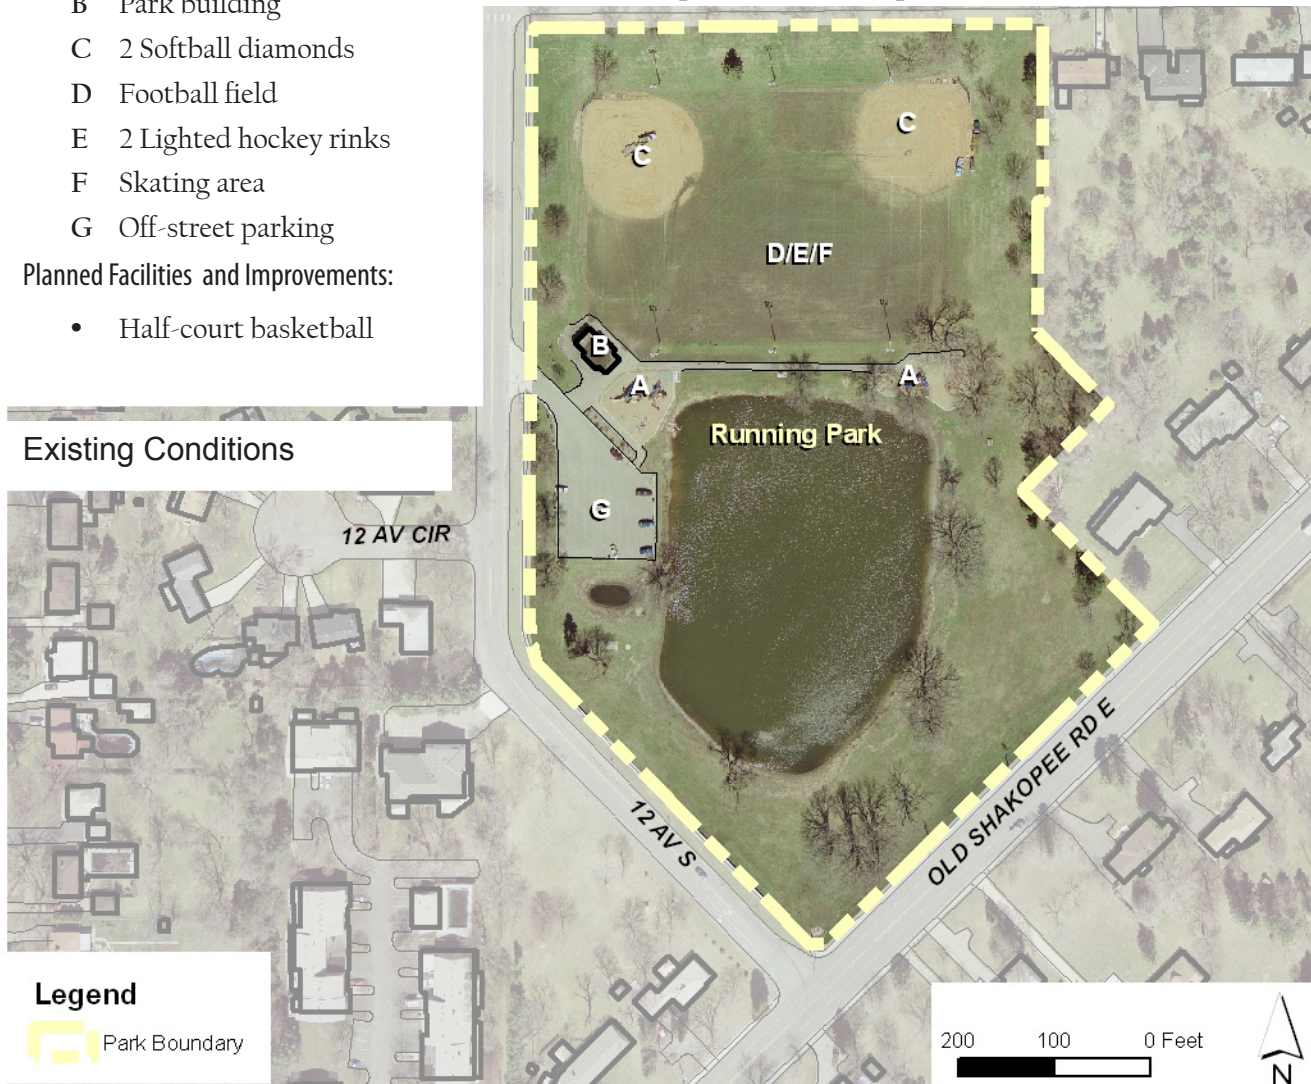 B Park building
C 2 Softball diamonds
D Football field
E 2 Lighted hockey rinks
F Skating area
G Off-street parking
Planned Facilities and Improvements:
• Half-court basketball
Existing Conditions
C
C
D/E/F
B
A
A
Running Park
G
12 AV CIR
12 AV S
OLD SHAKOPEE RD E
Legend
Park Boundary
200 100 0 Feet
N